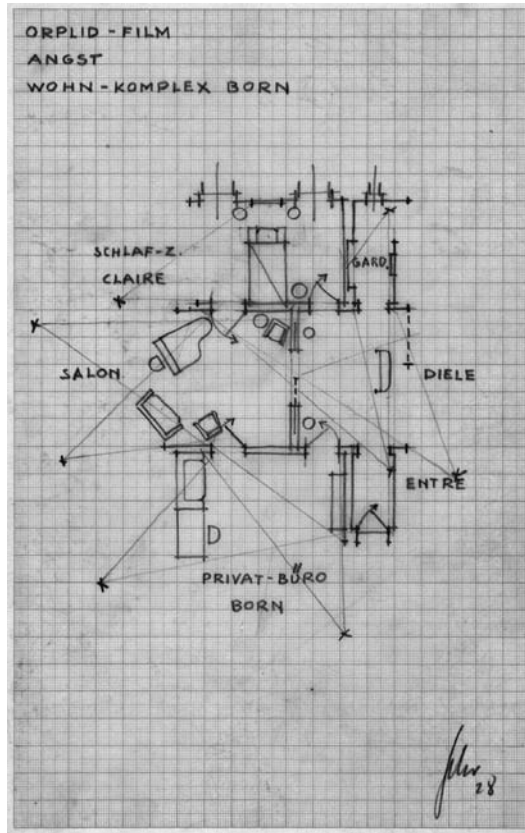 ORPLID-FILM
ANGST
WOHN-KOMPLEX BORN
SCHLAF-Z.
CLAIRE
GARD.
SALON
DIELE
ENTRE
PRIVAT-BÜRO
BORN
28